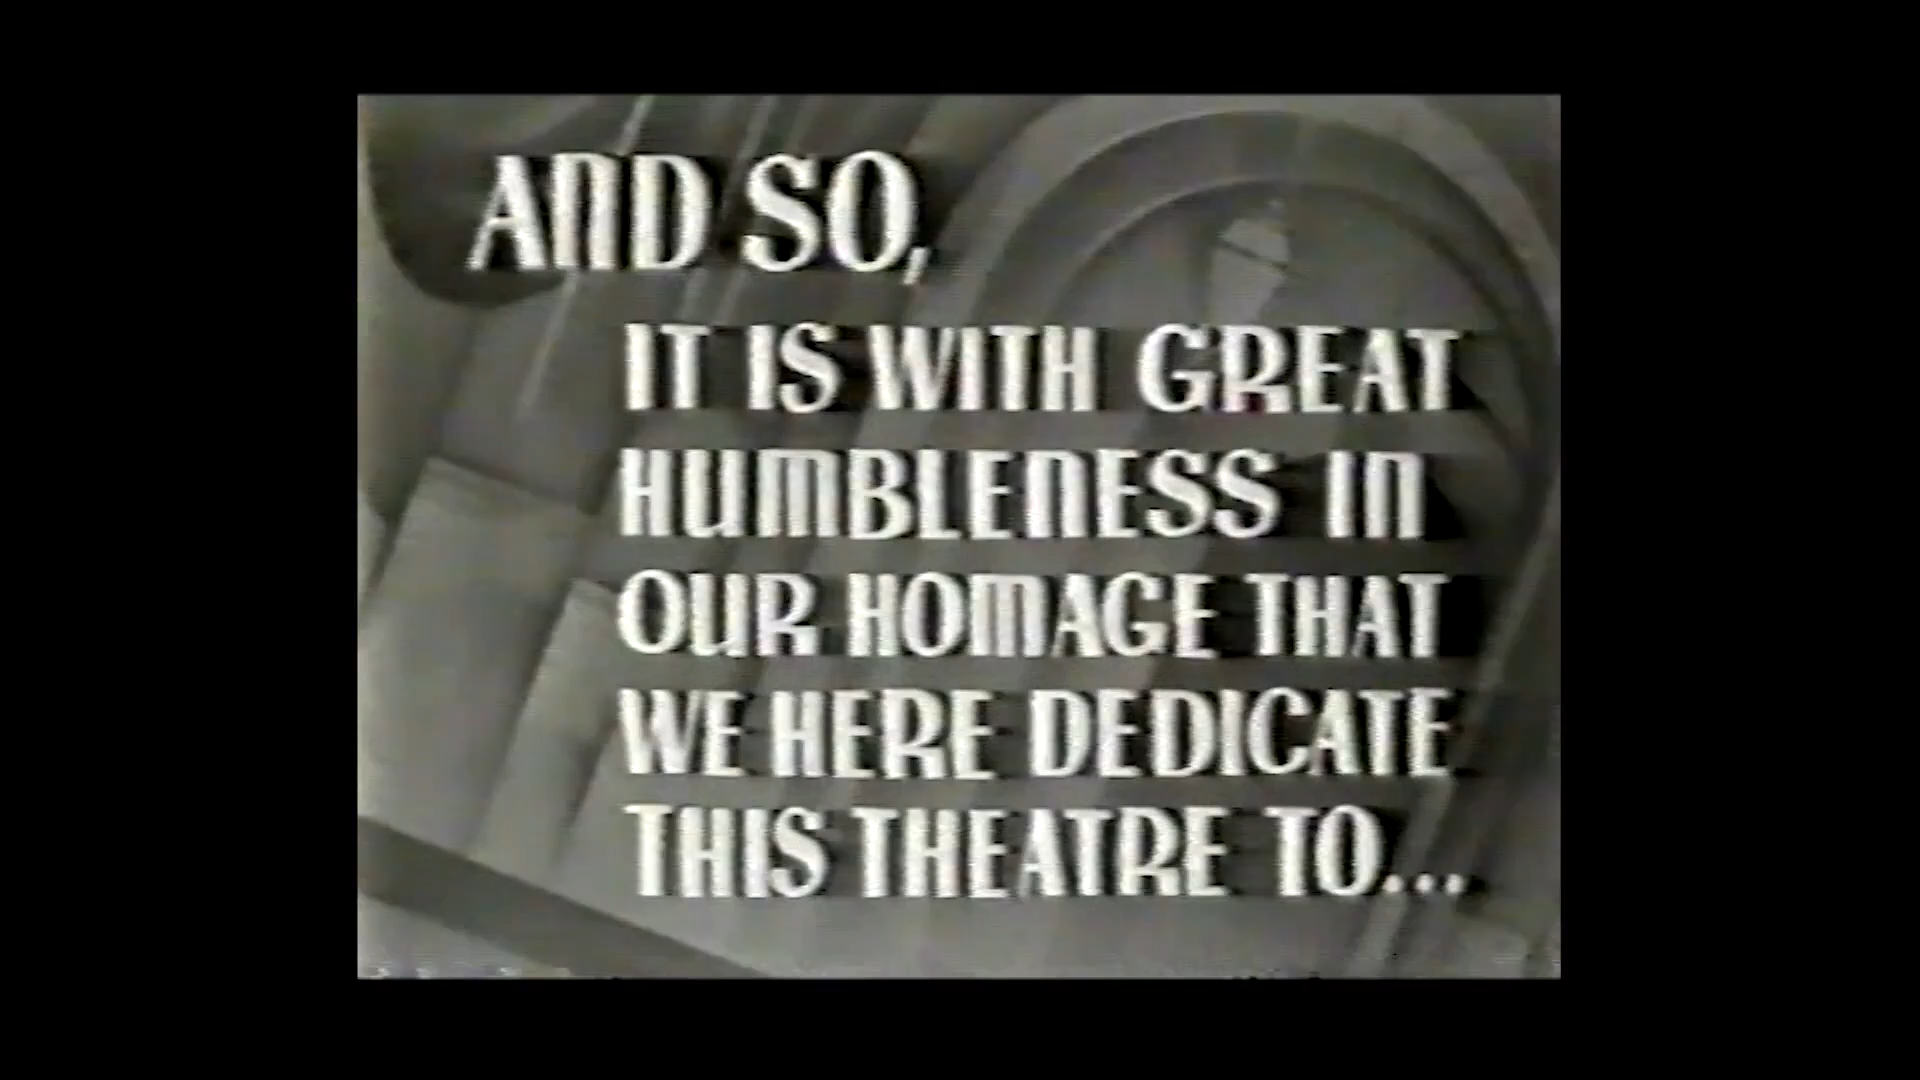 AND SO,
IT IS WITH GREAT
HUMBLENESS IN
OUR HOMAGE THAT
WE HERE DEDICATE
THIS THEATRE TO...